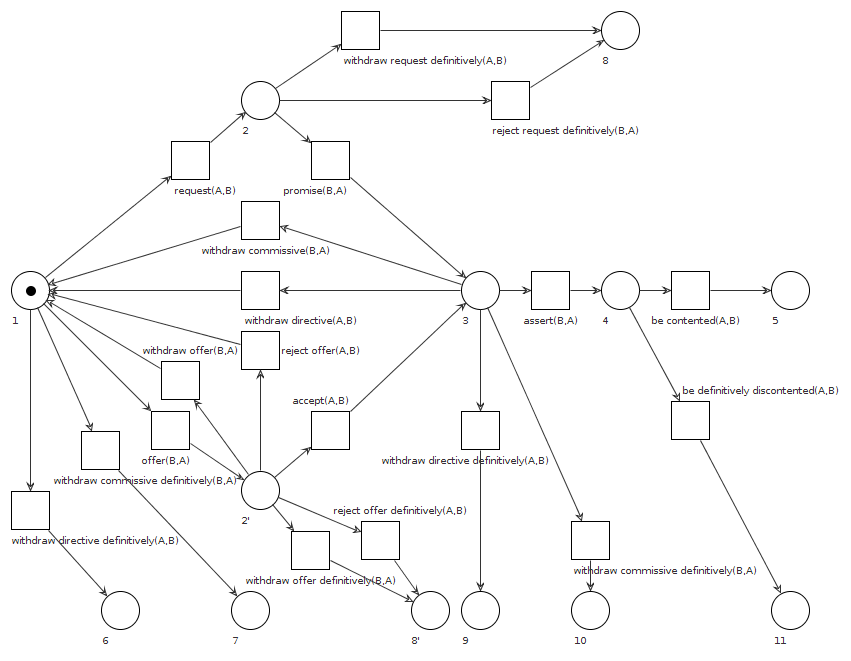 withdraw request definitively(A,B)
8
2
reject request definitively(B,A)
request(A,B)
promise(B,A)
withdraw commissive(B,A)
1
withdraw directive(A,B)
3
assert(B,A)
4
be contented(A,B)
5
withdraw offer(B,A)
reject offer(A,B)
be definitively discontented(A,B)
accept(A,B)
offer(B,A)
withdraw directive definitively(A,B)
withdraw commissive definitively(B,A)
2'
reject offer definitively(A,B)
withdraw directive definitively(A,B)
withdraw offer definitively(B,A)
withdraw commissive definitively(B,A)
6
7
8'
9
10
11